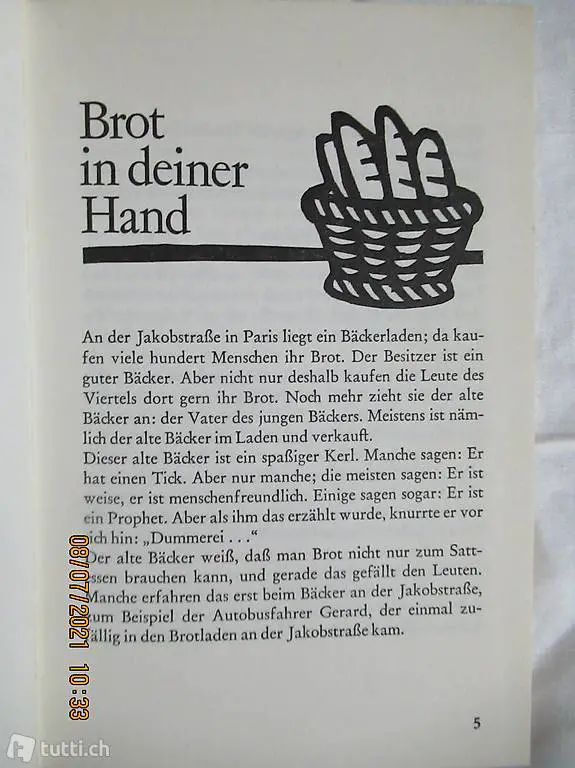 Brot
in deiner
Hand
An der Jakobstraße in Paris liegt ein Bäckerladen; da kau-
fen viele hundert Menschen ihr Brot. Der Besitzer ist ein
guter Bäcker. Aber nicht nur deshalb kaufen die Leute des
Viertels dort gern ihr Brot. Noch mehr zieht sie der alte
Bäcker an: der Vater des jungen Bäckers. Meistens ist näm-
lich der alte Bäcker im Laden und verkauft.
Dieser alte Bäcker ist ein spaßiger Kerl. Manche sagen: Er
hat einen Tick. Aber nur manche; die meisten sagen: Er ist
weise, er ist menschenfreundlich. Einige sagen sogar: Er ist
ein Prophet. Aber als ihm das erzählt wurde, knurrte er vor
sich hin: „Dummerei . . .“
Der alte Bäcker weiß, daß man Brot nicht nur zum Satt-
essen brauchen kann, und gerade das gefällt den Leuten.
Manche erfahren das erst beim Bäcker an der Jakobstraße,
zum Beispiel der Autobusfahrer Gerard, der einmal zu-
fällig in den Brotladen an der Jakobstraße kam.
5
08/07/2021 10:33
tutti.ch